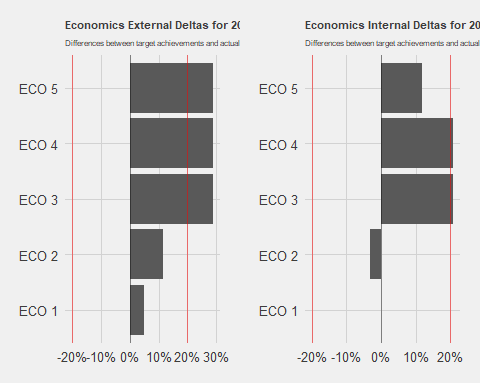 Economics External Deltas for 20
Differences between target achievements and actual
ECO 5
ECO 4
ECO 3
ECO 2
ECO 1
-20%-10% 0% 10% 20% 30%
Economics Internal Deltas for 20
Differences between target achievements and actual
ECO 5
ECO 4
ECO 3
ECO 2
ECO 1
-20% -10% 0% 10% 20%